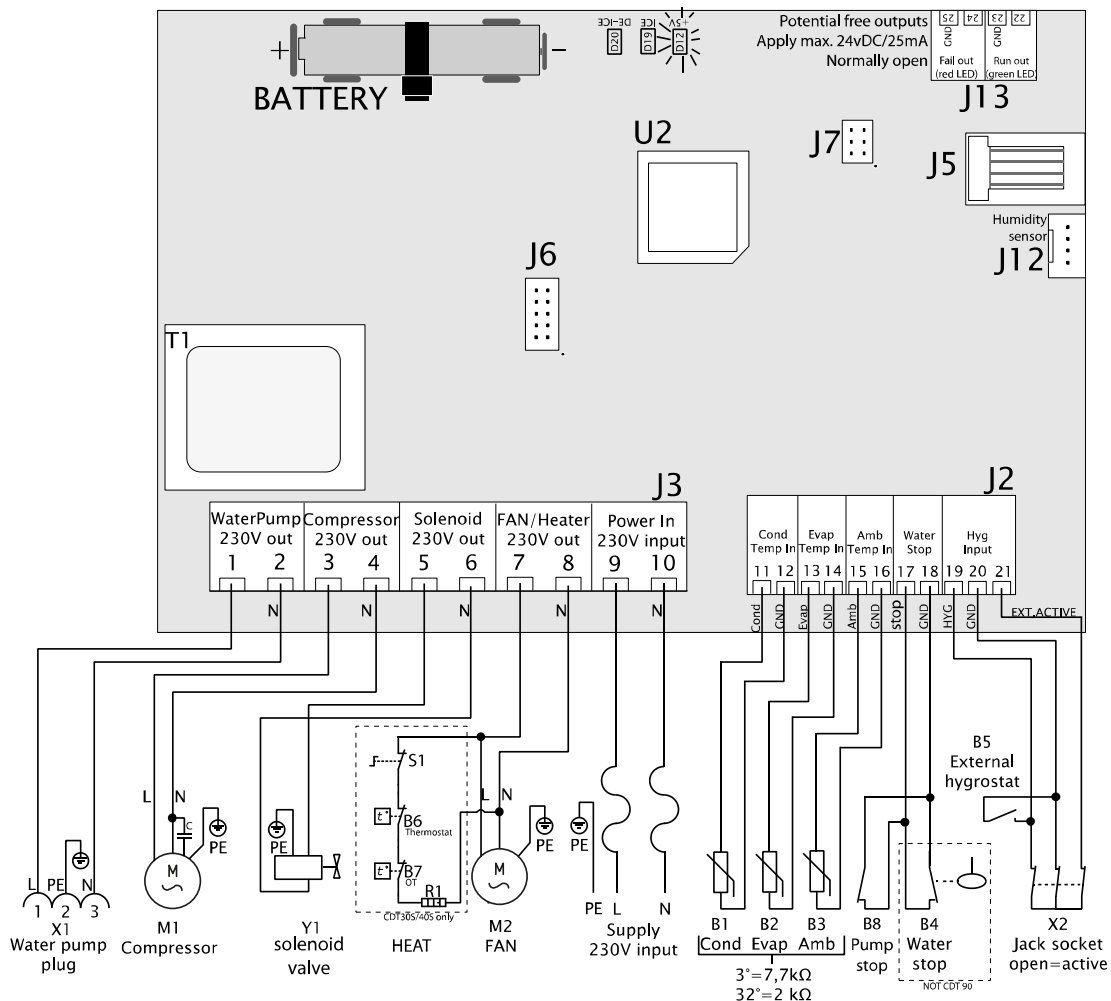 25 24 23 22
GND GND
Fail out
(red LED)
Run out
(green LED)
J13
Potential free outputs
Apply max. 24vDC/25mA
Normally open
DE-ICE ICE +5V
D20 D19 D12
+ −
BATTERY
U2
J7
J5
Humidity
sensor
J12
J6
T1
J3
WaterPump
230V out
1 2
Compressor
230V out
3 4
Solenoid
230V out
5 6
FAN/Heater
230V out
7 8
Power In
230V input
9 10
N N N N N
J2
Cond
Temp In
11 12
Evap
Temp In
13 14
Amb
Temp In
15 16
Water
Stop
17 18
Hyg
Input
19 20 21
Cond GND Evap GND Amb GND stop GND HYG GND
EXT.ACTIVE
L PE N
1 2 3
X1
Water pump
plug
L N
C
PE
M
~
M1
Compressor
PE
Y1
solenoid
valve
S1
t° B6
Thermostat
t° B7
OT
R1
CDT30S/40S only
HEAT
L N
PE
M
~
M2
FAN
PE
PE L N
Supply
230V input
B1
Cond
B2
Evap
B3
Amb
3°=7,7kΩ
32°=2 kΩ
B8
Pump
stop
B4
Water
stop
NOT CDT 90
B5
External
hygrostat
X2
Jack socket
open=active